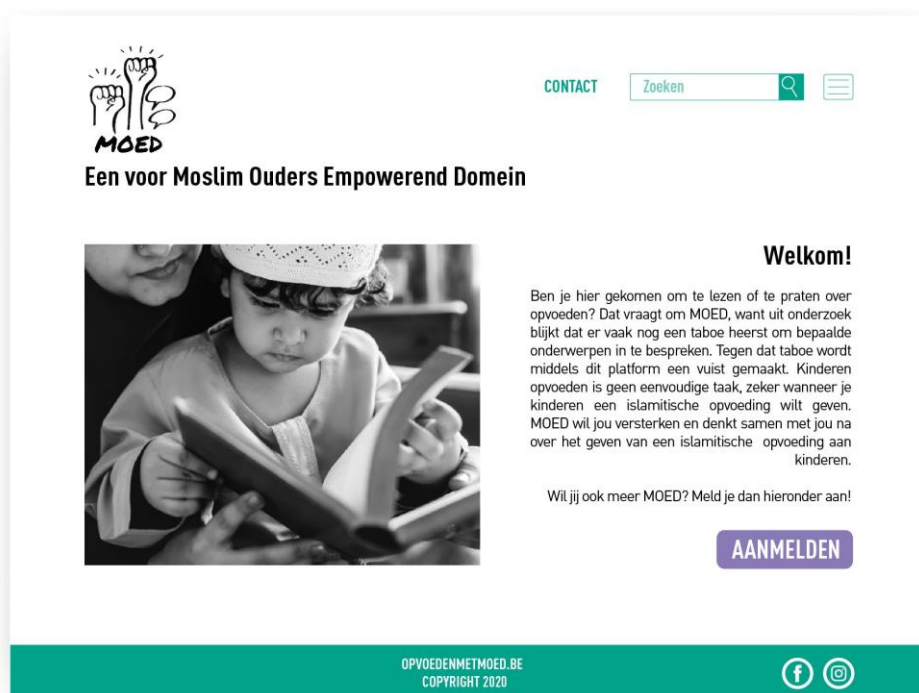 MOED
CONTACT
Zoeken
Een voor Moslim Ouders Empowerend Domein
Welkom!
Ben je hier gekomen om te lezen of te praten over
opvoeden? Dat vraagt om MOED, want uit onderzoek
blijkt dat er vaak nog een taboe heerst om bepaalde
onderwerpen in te bespreken. Tegen dat taboe wordt
middels dit platform een vuist gemaakt. Kinderen
opvoeden is geen eenvoudige taak, zeker wanneer je
kinderen een islamitische opvoeding wilt geven.
MOED wil jou versterken en denkt samen met jou na
over het geven van een islamitische opvoeding aan
kinderen.
Wil jij ook meer MOED? Meld je dan hieronder aan!
AANMELDEN
OPVOEDENMETMOED.BE
COPYRIGHT 2020